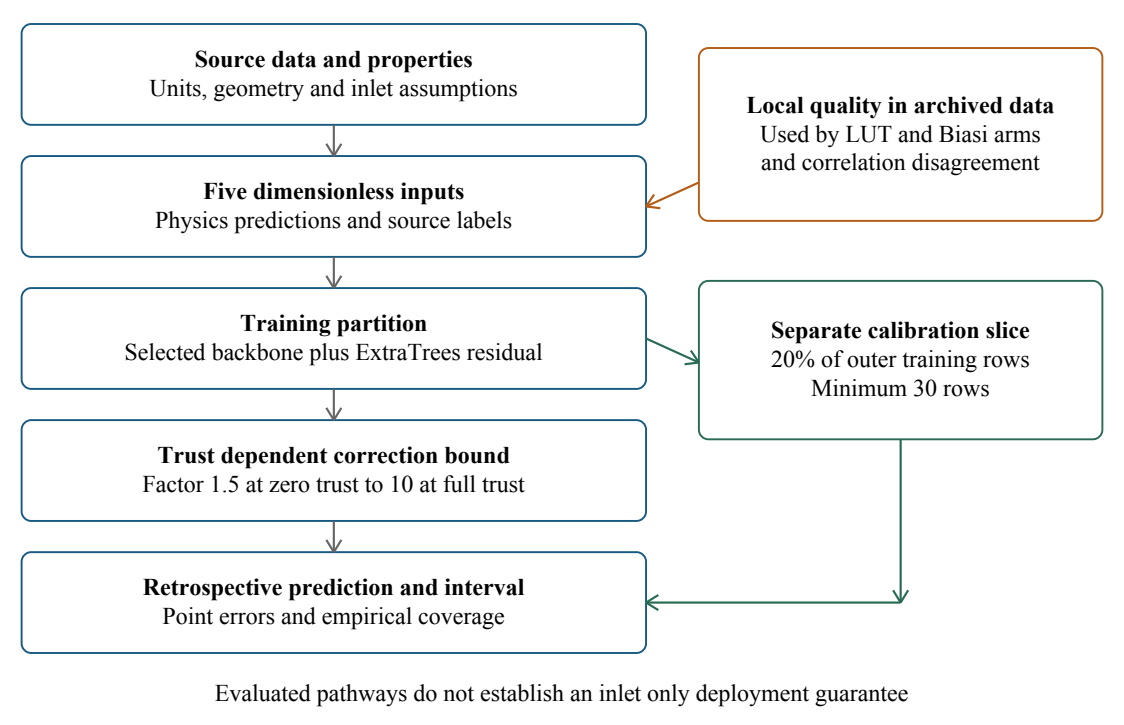 Source data and properties
Units, geometry and inlet assumptions
Local quality in archived data
Used by LUT and Biasi arms
and correlation disagreement
Five dimensionless inputs
Physics predictions and source labels
Training partition
Selected backbone plus ExtraTrees residual
Separate calibration slice
20% of outer training rows
Minimum 30 rows
Trust dependent correction bound
Factor 1.5 at zero trust to 10 at full trust
Retrospective prediction and interval
Point errors and empirical coverage
Evaluated pathways do not establish an inlet only deployment guarantee